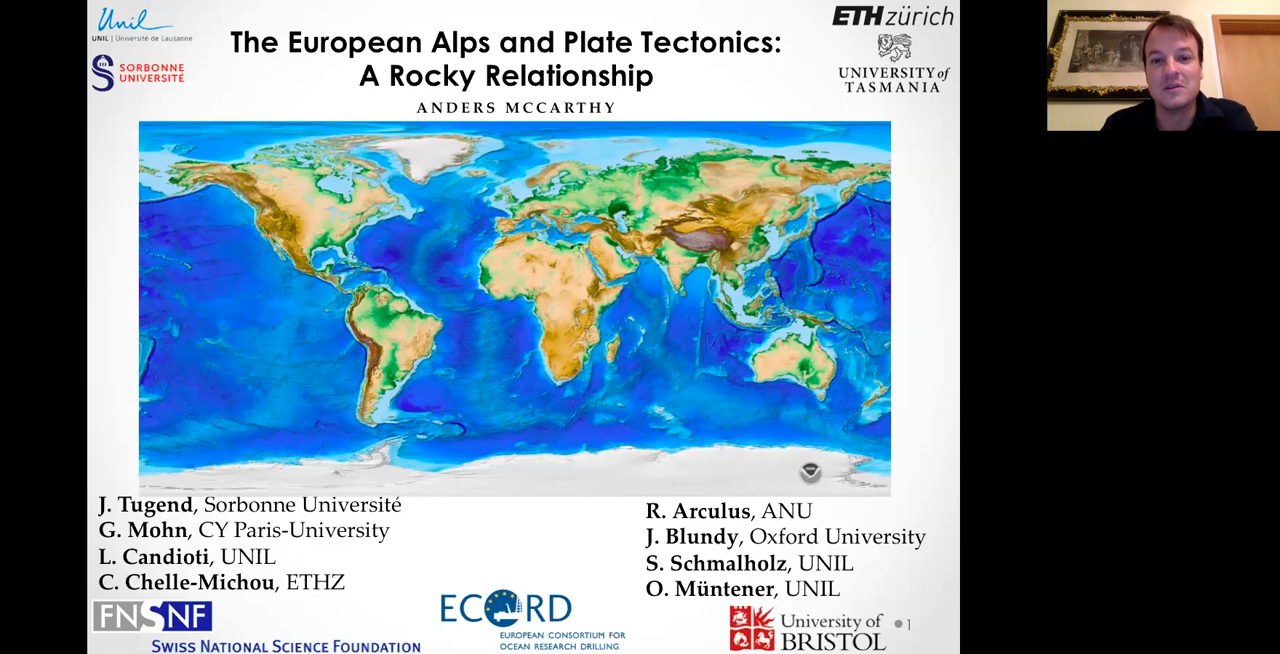 Unil
UNIL | Université de Lausanne
SORBONNE
UNIVERSITÉ
The European Alps and Plate Tectonics:
A Rocky Relationship
ANDERS MCCARTHY
ETH zürich
UNIVERSITY of
TASMANIA
J. Tugend, Sorbonne Université
G. Mohn, CY Paris-University
L. Candioti, UNIL
C. Chelle-Michou, ETHZ
R. Arculus, ANU
J. Blundy, Oxford University
S. Schmalholz, UNIL
O. Müntener, UNIL
FNSNF
SWISS NATIONAL SCIENCE FOUNDATION
ECORD
EUROPEAN CONSORTIUM FOR
OCEAN RESEARCH DRILLING
University of
BRISTOL
1